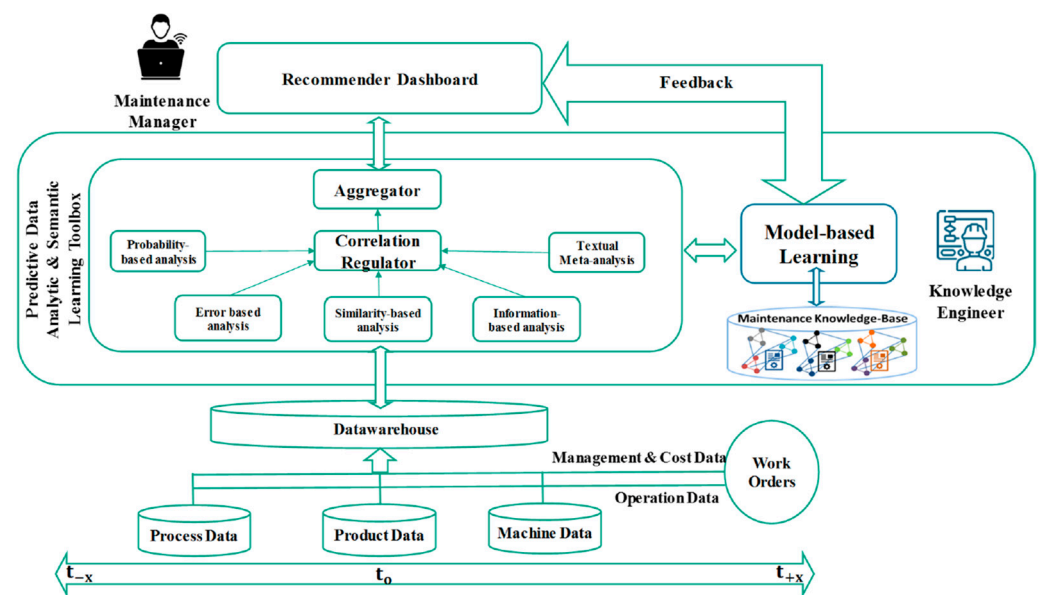 Maintenance
Manager
Recommender Dashboard
Feedback
Predictive Data
Analytic & Semantic
Learning Toolbox
Aggregator
Probability-
based analysis
Correlation
Regulator
Textual
Meta-analysis
Error based
analysis
Similarity-based
analysis
Information-
based analysis
Model-based
Learning
Knowledge
Engineer
Maintenance Knowledge-Base
Datawarehouse
Management & Cost Data
Operation Data
Work
Orders
Process Data
Product Data
Machine Data
t₋ₓ
tₒ
t₊ₓ